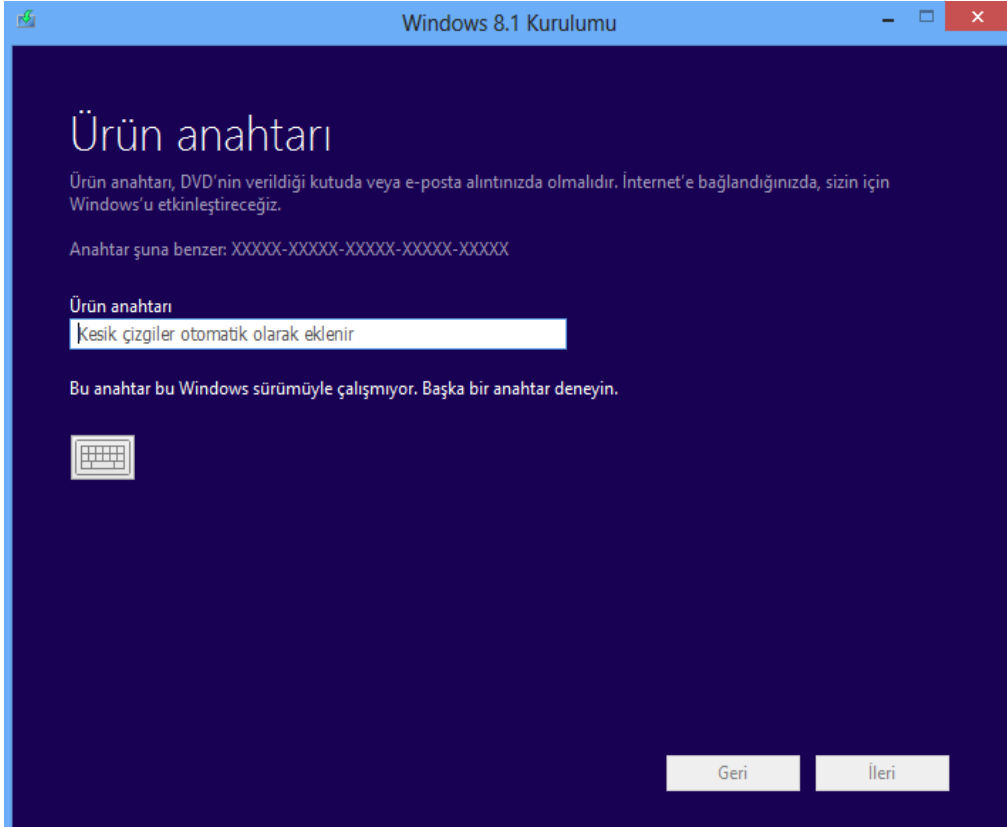 Windows 8.1 Kurulumu
Ürün anahtarı
Ürün anahtarı, DVD'nin verildiği kutuda veya e-posta alıntınızda olmalıdır. İnternet'e bağlandığınızda, sizin için
Windows'u etkinleştireceğiz.
Anahtar şuna benzer: XXXXX-XXXXX-XXXXX-XXXXX-XXXXX
Ürün anahtarı
Kesik çizgiler otomatik olarak eklenir
Bu anahtar bu Windows sürümüyle çalışmıyor. Başka bir anahtar deneyin.
Geri İleri